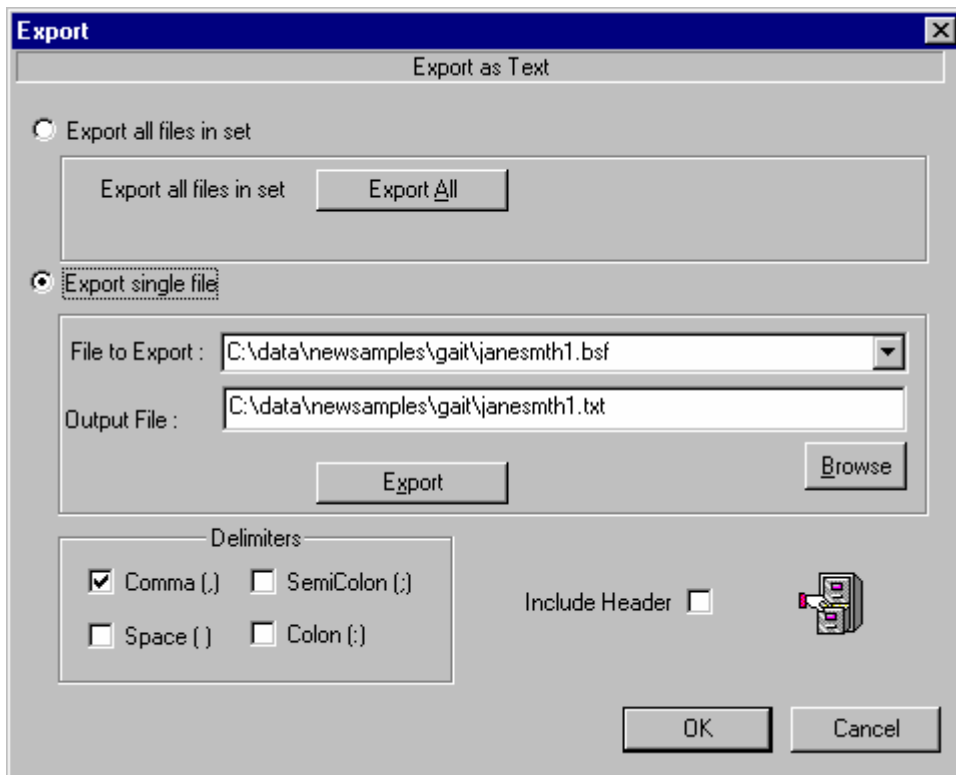 Export
Export as Text
Export all files in set
Export all files in set Export All
Export single file
File to Export : C:\data\newsamples\gait\janesmth1.bsf
Output File : C:\data\newsamples\gait\janesmth1.txt
Export Browse
Delimiters
Comma (,) SemiColon (;)
Space ( ) Colon (:)
Include Header
OK Cancel